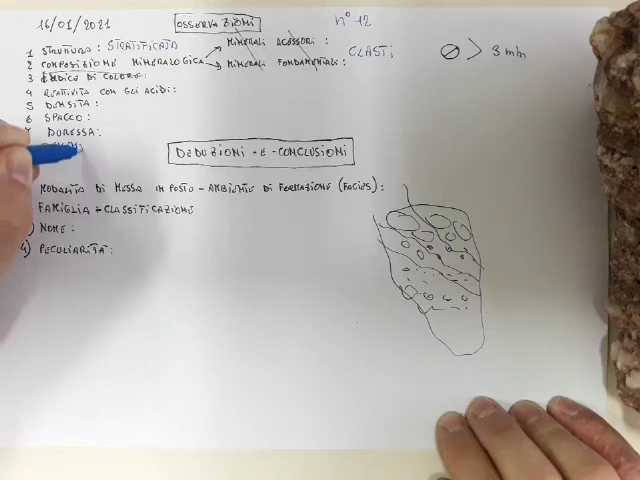 16/01/2021 OSSERVAZIONI n° 12
1 STRUTTURA: STRATIFICATA
2 COMPOSIZIONE MINERALOGICA MINERALI ACESSORI:
MINERALI FONDAMENTALI: CLASTI Ø > 3 mm
3 INDICE DI COLORE:
4 REATTIVITÀ CON GLI ACIDI:
5 DENSITÀ:
6 SPACCO:
7 DUREZZA:
DEDUZIONI E CONCLUSIONI
MODALITÀ DI MESSA IN POSTO - AMBIENTE DI FORMAZIONE (FACIES):
FAMIGLIA + CLASSIFICAZIONE
) NOME:
4) PECULIARITÀ: